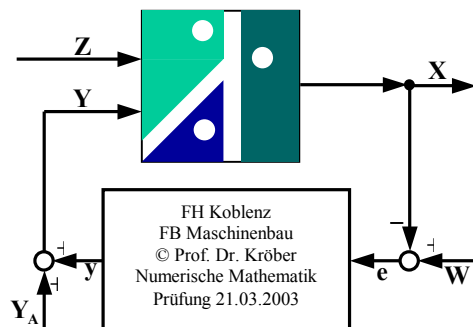 Z
X
Y
FH Koblenz
FB Maschinenbau
© Prof. Dr. Kröber
Numerische Mathematik
Prüfung 21.03.2003
–
y
e
W
Y_A